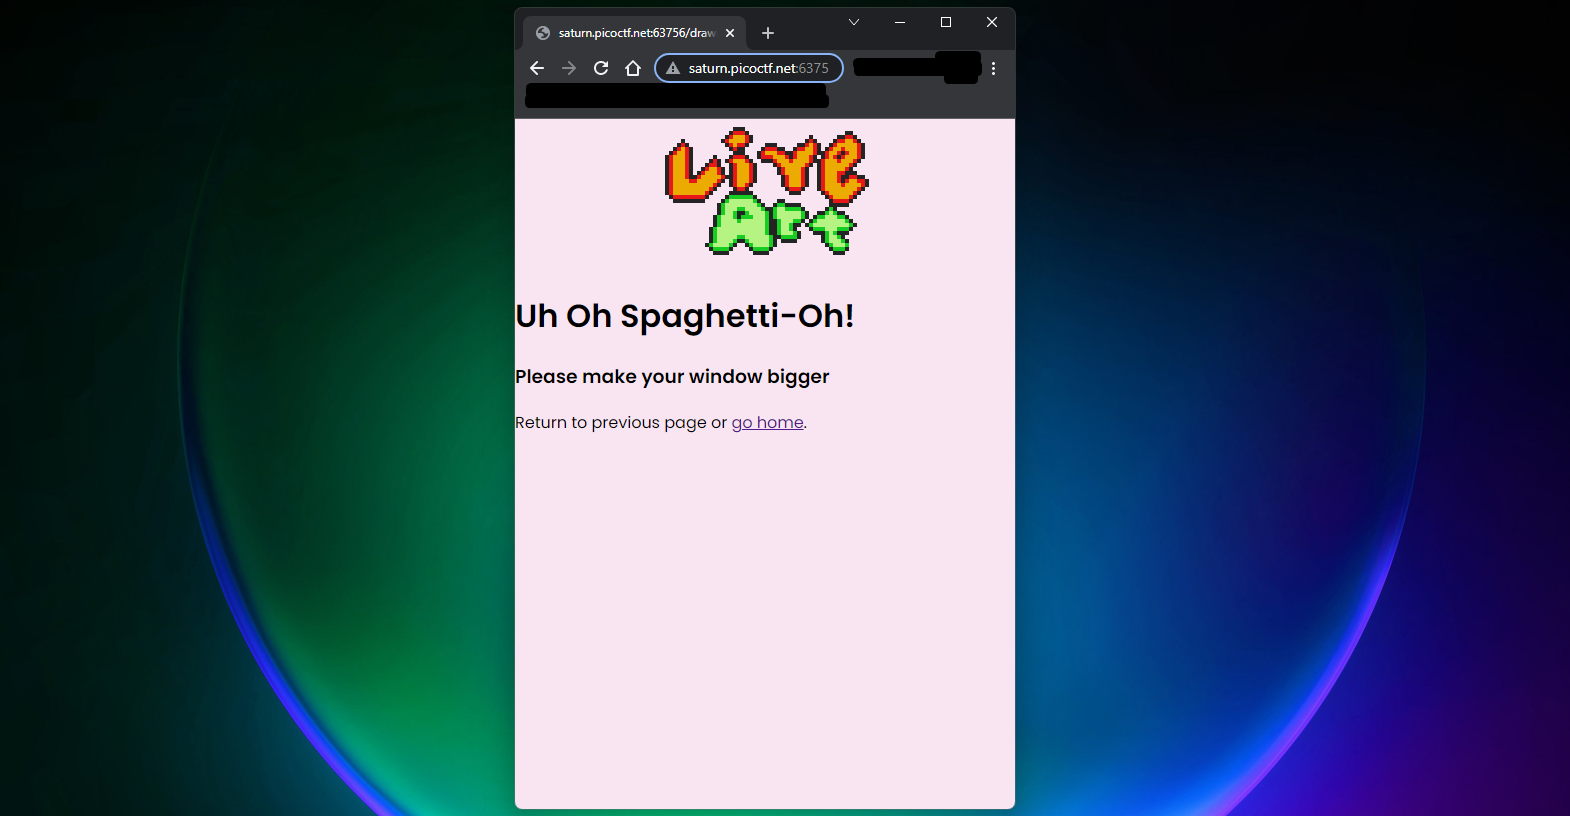 saturn.picoctf.net:63756/draw
saturn.picoctf.net:6375
Live
Art
Uh Oh Spaghetti-Oh!
Please make your window bigger
Return to previous page or go home.